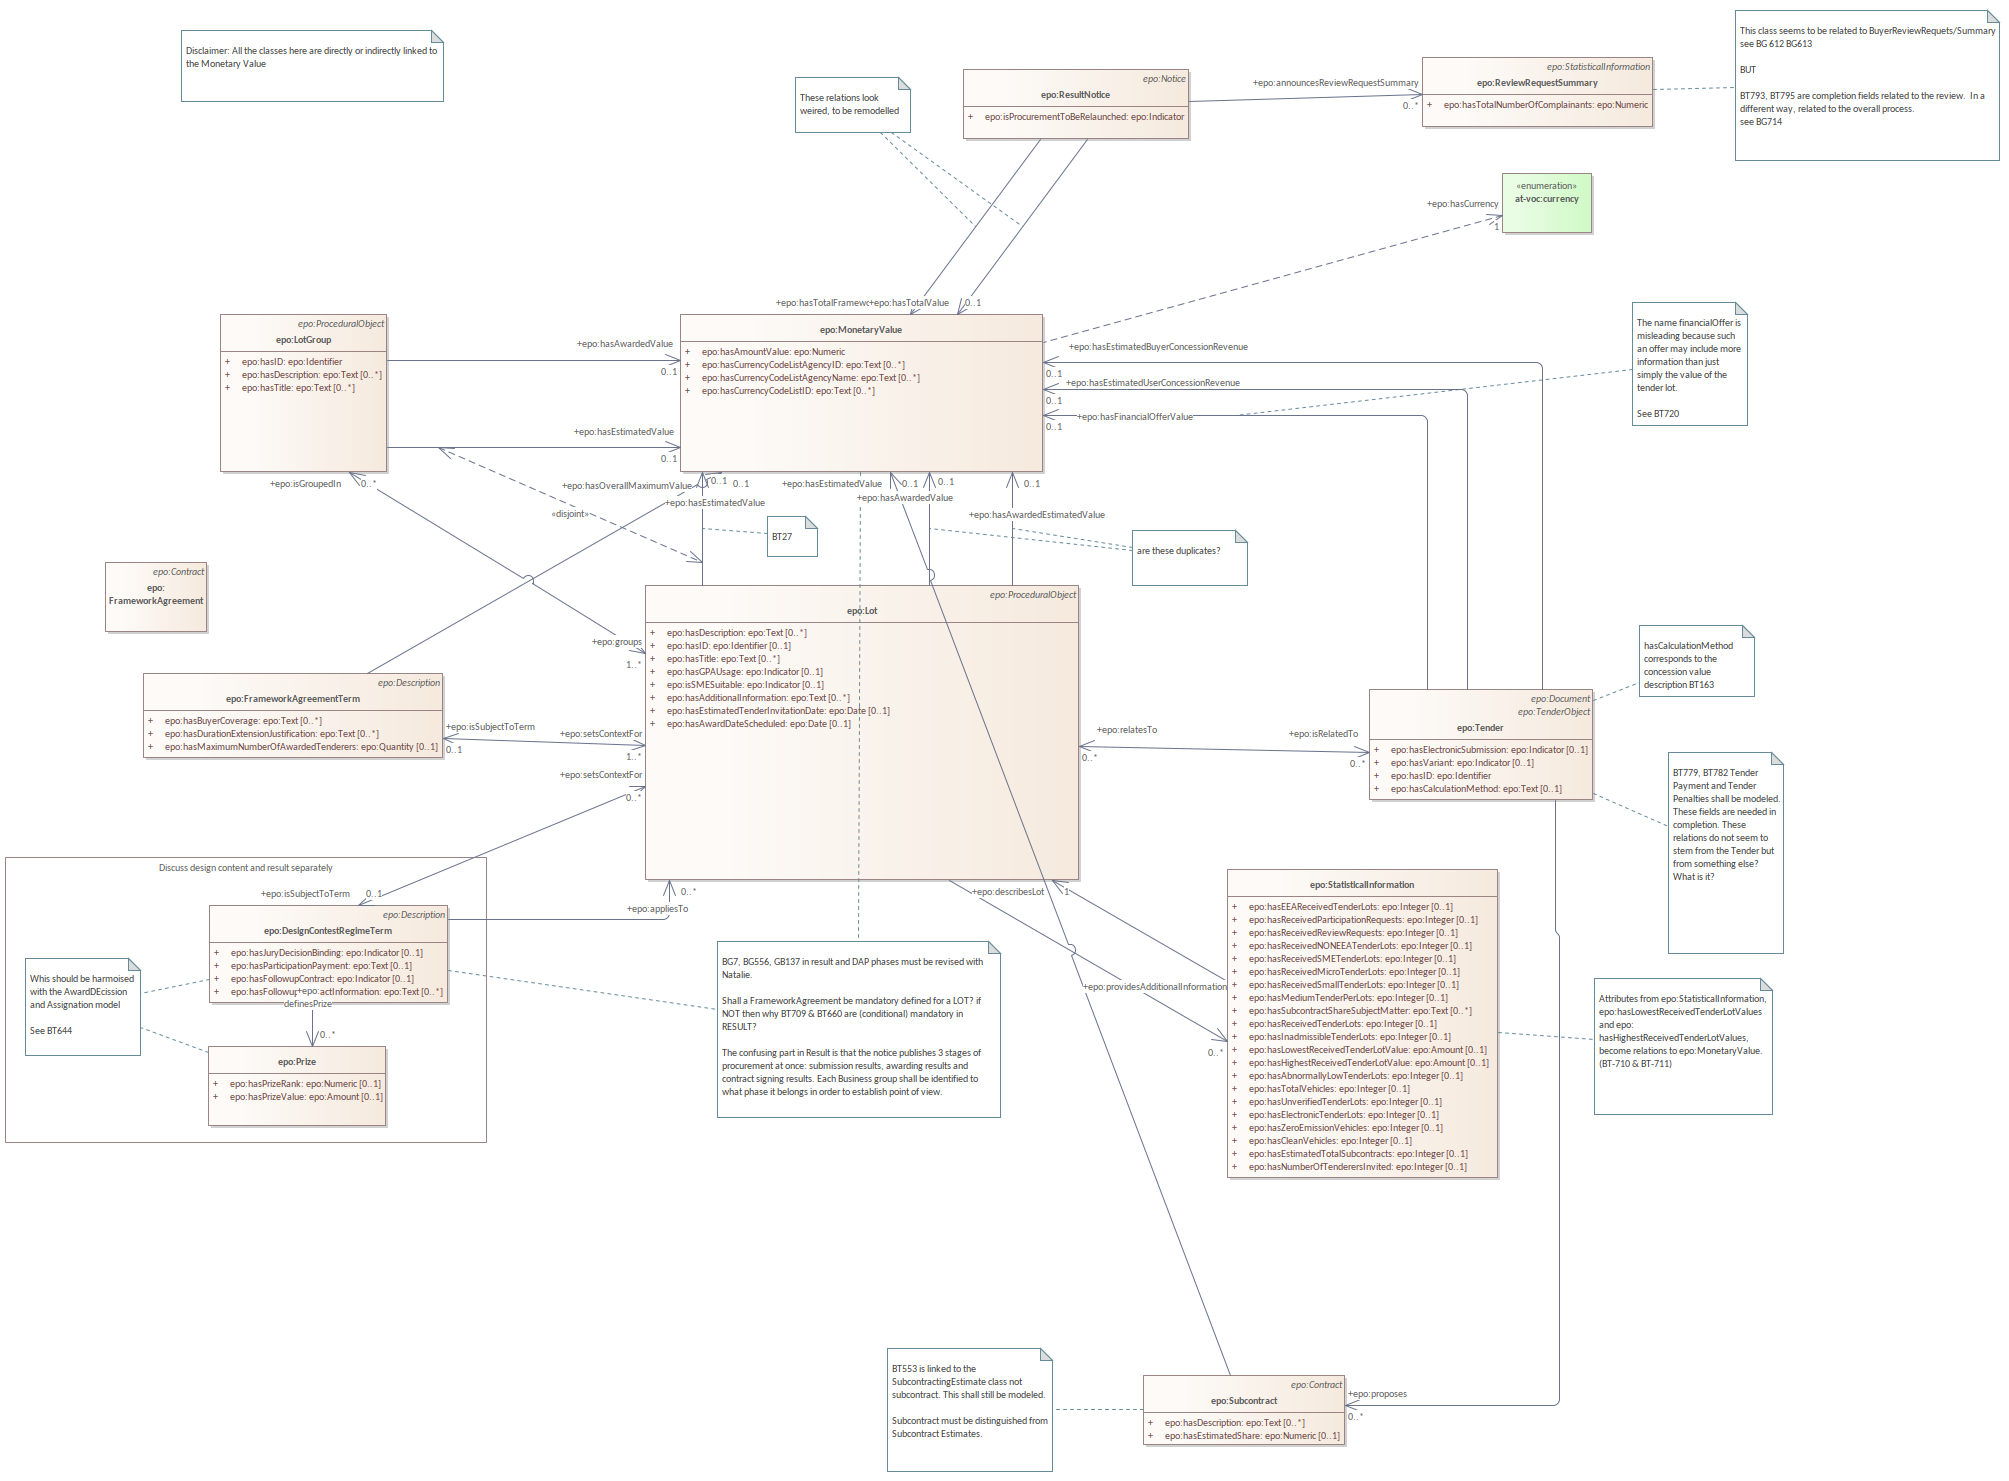 Disclaimer: All the classes here are directly or indirectly linked to
the Monetary Value
These relations look
weired, to be remodelled
epo:Notice
epo:ResultNotice
+ epo:isProcurementToBeRelaunched: epo:Indicator
+epo:announcesReviewRequestSummary
0..*
epo:StatisticalInformation
epo:ReviewRequestSummary
+ epo:hasTotalNumberOfComplainants: epo:Numeric
This class seems to be related to BuyerReviewRequets/Summary
see BG 612 BG613
BUT
BT793, BT795 are completion fields related to the review.  In a
different way, related to the overall process.
see BG714
«enumeration»
at-voc:currency
+epo:hasCurrency
1
+epo:hasTotalFramew
+epo:hasTotalValue
0..1
epo:ProceduralObject
epo:LotGroup
+ epo:hasID: epo:Identifier
+ epo:hasDescription: epo:Text [0..*]
+ epo:hasTitle: epo:Text [0..*]
+epo:hasAwardedValue
0..1
+epo:hasEstimatedValue
0..1
epo:MonetaryValue
+ epo:hasAmountValue: epo:Numeric
+ epo:hasCurrencyCodeListAgencyID: epo:Text [0..*]
+ epo:hasCurrencyCodeListAgencyName: epo:Text [0..*]
+ epo:hasCurrencyCodeListID: epo:Text [0..*]
+epo:hasEstimatedBuyerConcessionRevenue
0..1
+epo:hasEstimatedUserConcessionRevenue
0..1
+epo:hasFinancialOfferValue
0..1
The name financialOffer is
misleading because such
an offer may include more
information than just
simply the value of the
tender lot.
See BT720
+epo:isGroupedIn
0..*
+epo:hasOverallMaximumValue
0..1
0..1
+epo:hasEstimatedValue
0..1
+epo:hasEstimatedValue
+epo:hasAwardedValue
0..1
0..1
+epo:hasAwardedEstimatedValue
«disjoint»
BT27
are these duplicates?
epo:Contract
epo:
FrameworkAgreement
epo:ProceduralObject
epo:Lot
+ epo:hasDescription: epo:Text [0..*]
+ epo:hasID: epo:Identifier [0..1]
+ epo:hasTitle: epo:Text [0..*]
+ epo:hasGPAUsage: epo:Indicator [0..1]
+ epo:isSMESuitable: epo:Indicator [0..1]
+ epo:hasAdditionalInformation: epo:Text [0..*]
+ epo:hasEstimatedTenderInvitationDate: epo:Date [0..1]
+ epo:hasAwardDateScheduled: epo:Date [0..1]
+epo:groups
1..*
epo:Description
epo:FrameworkAgreementTerm
+ epo:hasBuyerCoverage: epo:Text [0..*]
+ epo:hasDurationExtensionJustification: epo:Text [0..*]
+ epo:hasMaximumNumberOfAwardedTenderers: epo:Quantity [0..1]
+epo:isSubjectToTerm
0..1
+epo:setsContextFor
1..*
+epo:setsContextFor
0..*
+epo:relatesTo
0..*
+epo:isRelatedTo
0..*
hasCalculationMethod
corresponds to the
concession value
description BT163
epo:Document
epo:TenderObject
epo:Tender
+ epo:hasElectronicSubmission: epo:Indicator [0..1]
+ epo:hasVariant: epo:Indicator [0..1]
+ epo:hasID: epo:Identifier
+ epo:hasCalculationMethod: epo:Text [0..1]
BT779, BT782 Tender
Payment and Tender
Penalties shall be modeled.
These fields are needed in
completion. These
relations do not seem to
stem from the Tender but
from something else?
What is it?
Discuss design content and result separately
+epo:isSubjectToTerm
0..1
+epo:appliesTo
0..*
epo:Description
epo:DesignContestRegimeTerm
+ epo:hasJuryDecisionBinding: epo:Indicator [0..1]
+ epo:hasParticipationPayment: epo:Text [0..1]
+ epo:hasFollowupContract: epo:Indicator [0..1]
+ epo:hasFollowup
actInformation: epo:Text [0..*]
+epo:
definesPrize
0..*
epo:Prize
+ epo:hasPrizeRank: epo:Numeric [0..1]
+ epo:hasPrizeValue: epo:Amount [0..1]
Whis should be harmoised
with the AwardDEcission
and Assignation model
See BT644
BG7, BG556, GB137 in result and DAP phases must be revised with
Natalie.
Shall a FrameworkAgreement be mandatory defined for a LOT? if
NOT then why BT709 & BT660 are (conditional) mandatory in
RESULT?
The confusing part in Result is that the notice publishes 3 stages of
procurement at once: submission results, awarding results and
contract signing results. Each Business group shall be identified to
what phase it belongs in order to establish point of view.
+epo:describesLot
1
+epo:providesAdditionalInformation
0..*
epo:StatisticalInformation
+ epo:hasEEAReceivedTenderLots: epo:Integer [0..1]
+ epo:hasReceivedParticipationRequests: epo:Integer [0..1]
+ epo:hasReceivedReviewRequests: epo:Integer [0..1]
+ epo:hasReceivedNONEEATenderLots: epo:Integer [0..1]
+ epo:hasReceivedSMETenderLots: epo:Integer [0..1]
+ epo:hasReceivedMicroTenderLots: epo:Integer [0..1]
+ epo:hasReceivedSmallTenderLots: epo:Integer [0..1]
+ epo:hasMediumTenderPerLots: epo:Integer [0..1]
+ epo:hasSubcontractShareSubjectMatter: epo:Text [0..*]
+ epo:hasReceivedTenderLots: epo:Integer [0..1]
+ epo:hasInadmissibleTenderLots: epo:Integer [0..1]
+ epo:hasLowestReceivedTenderLotValue: epo:Amount [0..1]
+ epo:hasHighestReceivedTenderLotValue: epo:Amount [0..1]
+ epo:hasAbnormallyLowTenderLots: epo:Integer [0..1]
+ epo:hasTotalVehicles: epo:Integer [0..1]
+ epo:hasUnverifiedTenderLots: epo:Integer [0..1]
+ epo:hasElectronicTenderLots: epo:Integer [0..1]
+ epo:hasZeroEmissionVehicles: epo:Integer [0..1]
+ epo:hasCleanVehicles: epo:Integer [0..1]
+ epo:hasEstimatedTotalSubcontracts: epo:Integer [0..1]
+ epo:hasNumberOfTenderersInvited: epo:Integer [0..1]
Attributes from epo:StatisticalInformation,
epo:hasLowestReceivedTenderLotValues
and epo:
hasHighestReceivedTenderLotValues,
become relations to epo:MonetaryValue.
(BT-710 & BT-711)
BT553 is linked to the
SubcontractingEstimate class not
subcontract. This shall still be modeled.
Subcontract must be distinguished from
Subcontract Estimates.
epo:Contract
epo:Subcontract
+ epo:hasDescription: epo:Text [0..*]
+ epo:hasEstimatedShare: epo:Numeric [0..1]
+epo:proposes
0..*